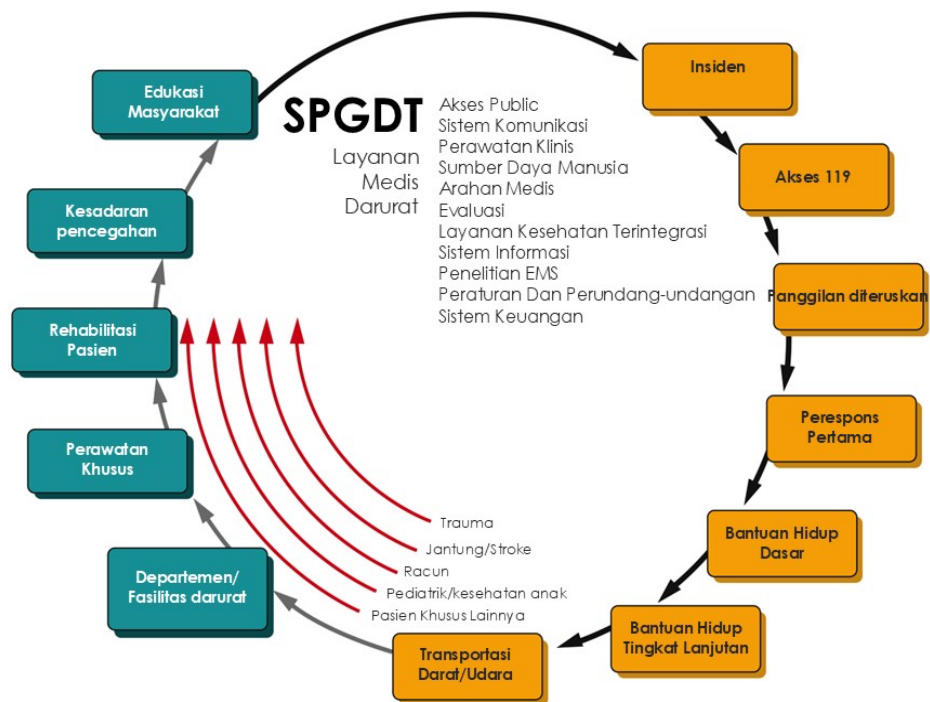 Edukasi
Masyarakat
Kesadaran
pencegahan
Rehabilitasi
Pasien
Perawatan
Khusus
Departemen/
Fasilitas darurat
SPGDT
Layanan
Medis
Darurat
Akses Public
Sistem Komunikasi
Perawatan Klinis
Sumber Daya Manusia
Arahan Medis
Evaluasi
Layanan Kesehatan Terintegrasi
Sistem Informasi
Penelitian EMS
Peraturan Dan Perundang-undangan
Sistem Keuangan
Insiden
Akses 119
Panggilan diteruskan
Perespons
Pertama
Bantuan Hidup
Dasar
Bantuan Hidup
Tingkat Lanjutan
Transportasi
Darat/Udara
Trauma
Jantung/Stroke
Racun
Pediatrik/kesehatan anak
Pasien Khusus Lainnya